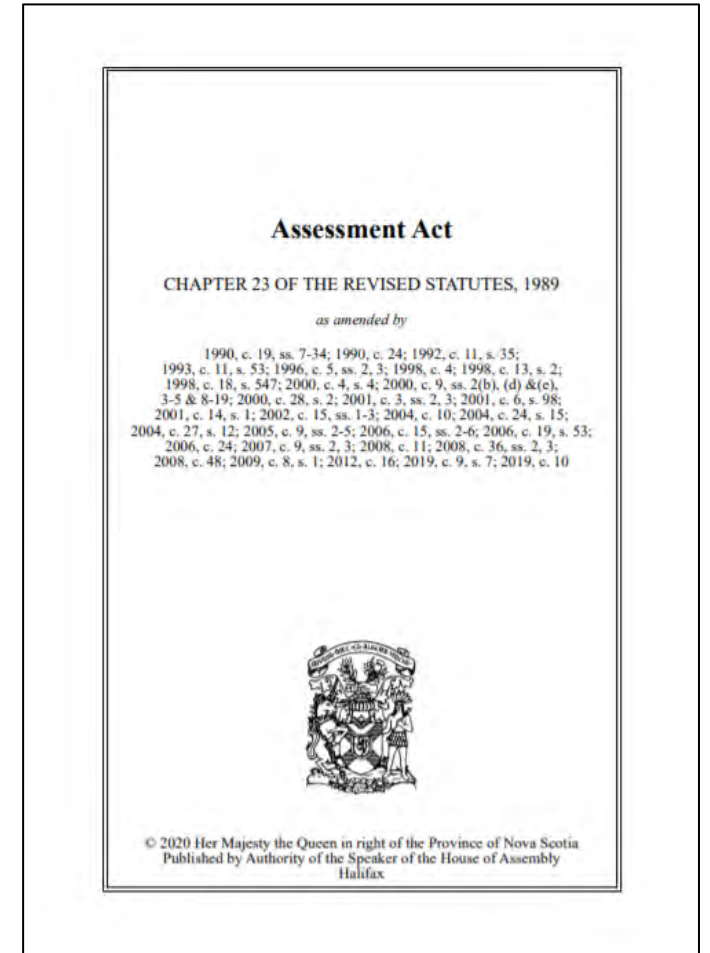 Assessment Act
CHAPTER 23 OF THE REVISED STATUTES, 1989
as amended by
1990, c. 19, ss. 7-34; 1990, c. 24; 1992, c. 11, s. 35;
1993, c. 11, s. 53; 1996, c. 5, ss. 2, 3; 1998, c. 4; 1998, c. 13, s. 2;
1998, c. 18, s. 547; 2000, c. 4, s. 4; 2000, c. 9, ss. 2(b), (d) &(e),
3-5 & 8-19; 2000, c. 28, s. 2; 2001, c. 3, ss. 2, 3; 2001, c. 6, s. 98;
2001, c. 14, s. 1; 2002, c. 15, ss. 1-3; 2004, c. 10; 2004, c. 24, s. 15;
2004, c. 27, s. 12; 2005, c. 9, ss. 2-5; 2006, c. 15, ss. 2-6; 2006, c. 19, s. 53;
2006, c. 24; 2007, c. 9, ss. 2, 3; 2008, c. 11; 2008, c. 36, ss. 2, 3;
2008, c. 48; 2009, c. 8, s. 1; 2012, c. 16; 2019, c. 9, s. 7; 2019, c. 10
© 2020 Her Majesty the Queen in right of the Province of Nova Scotia
Published by Authority of the Speaker of the House of Assembly
Halifax